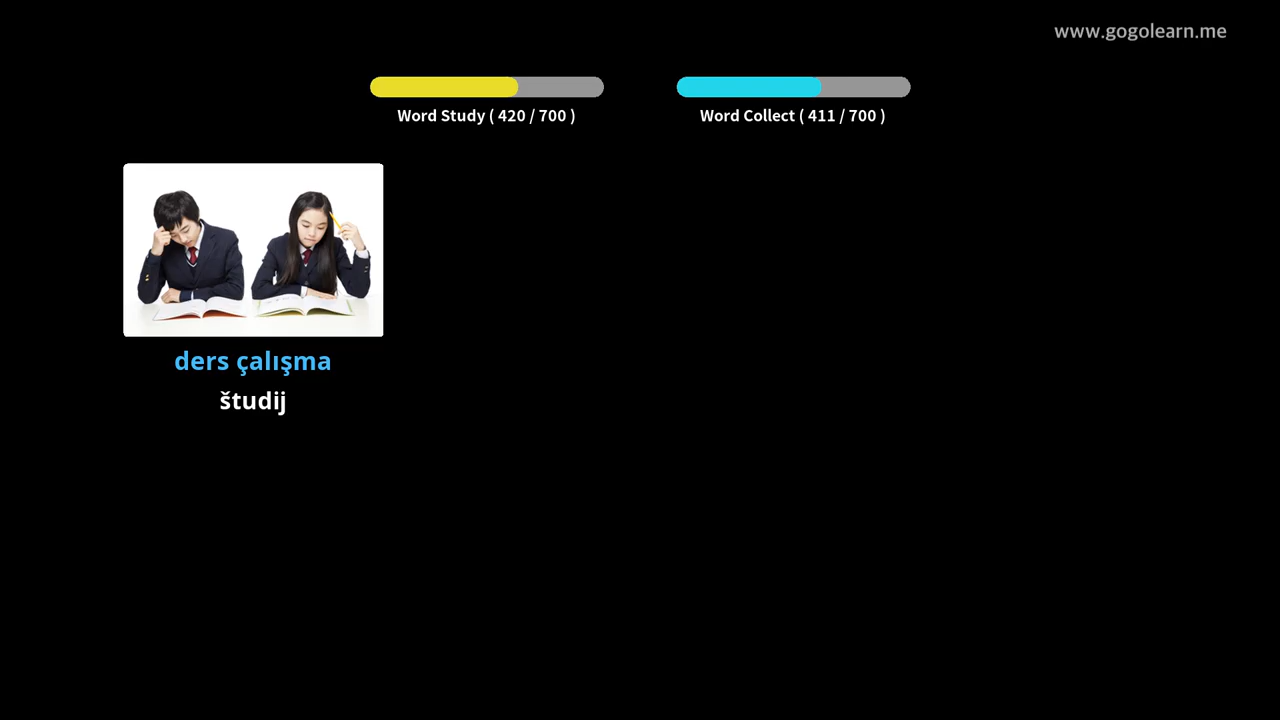 www.gogolearn.me
Word Study ( 420 / 700 )
Word Collect ( 411 / 700 )
ders çalışma
študij